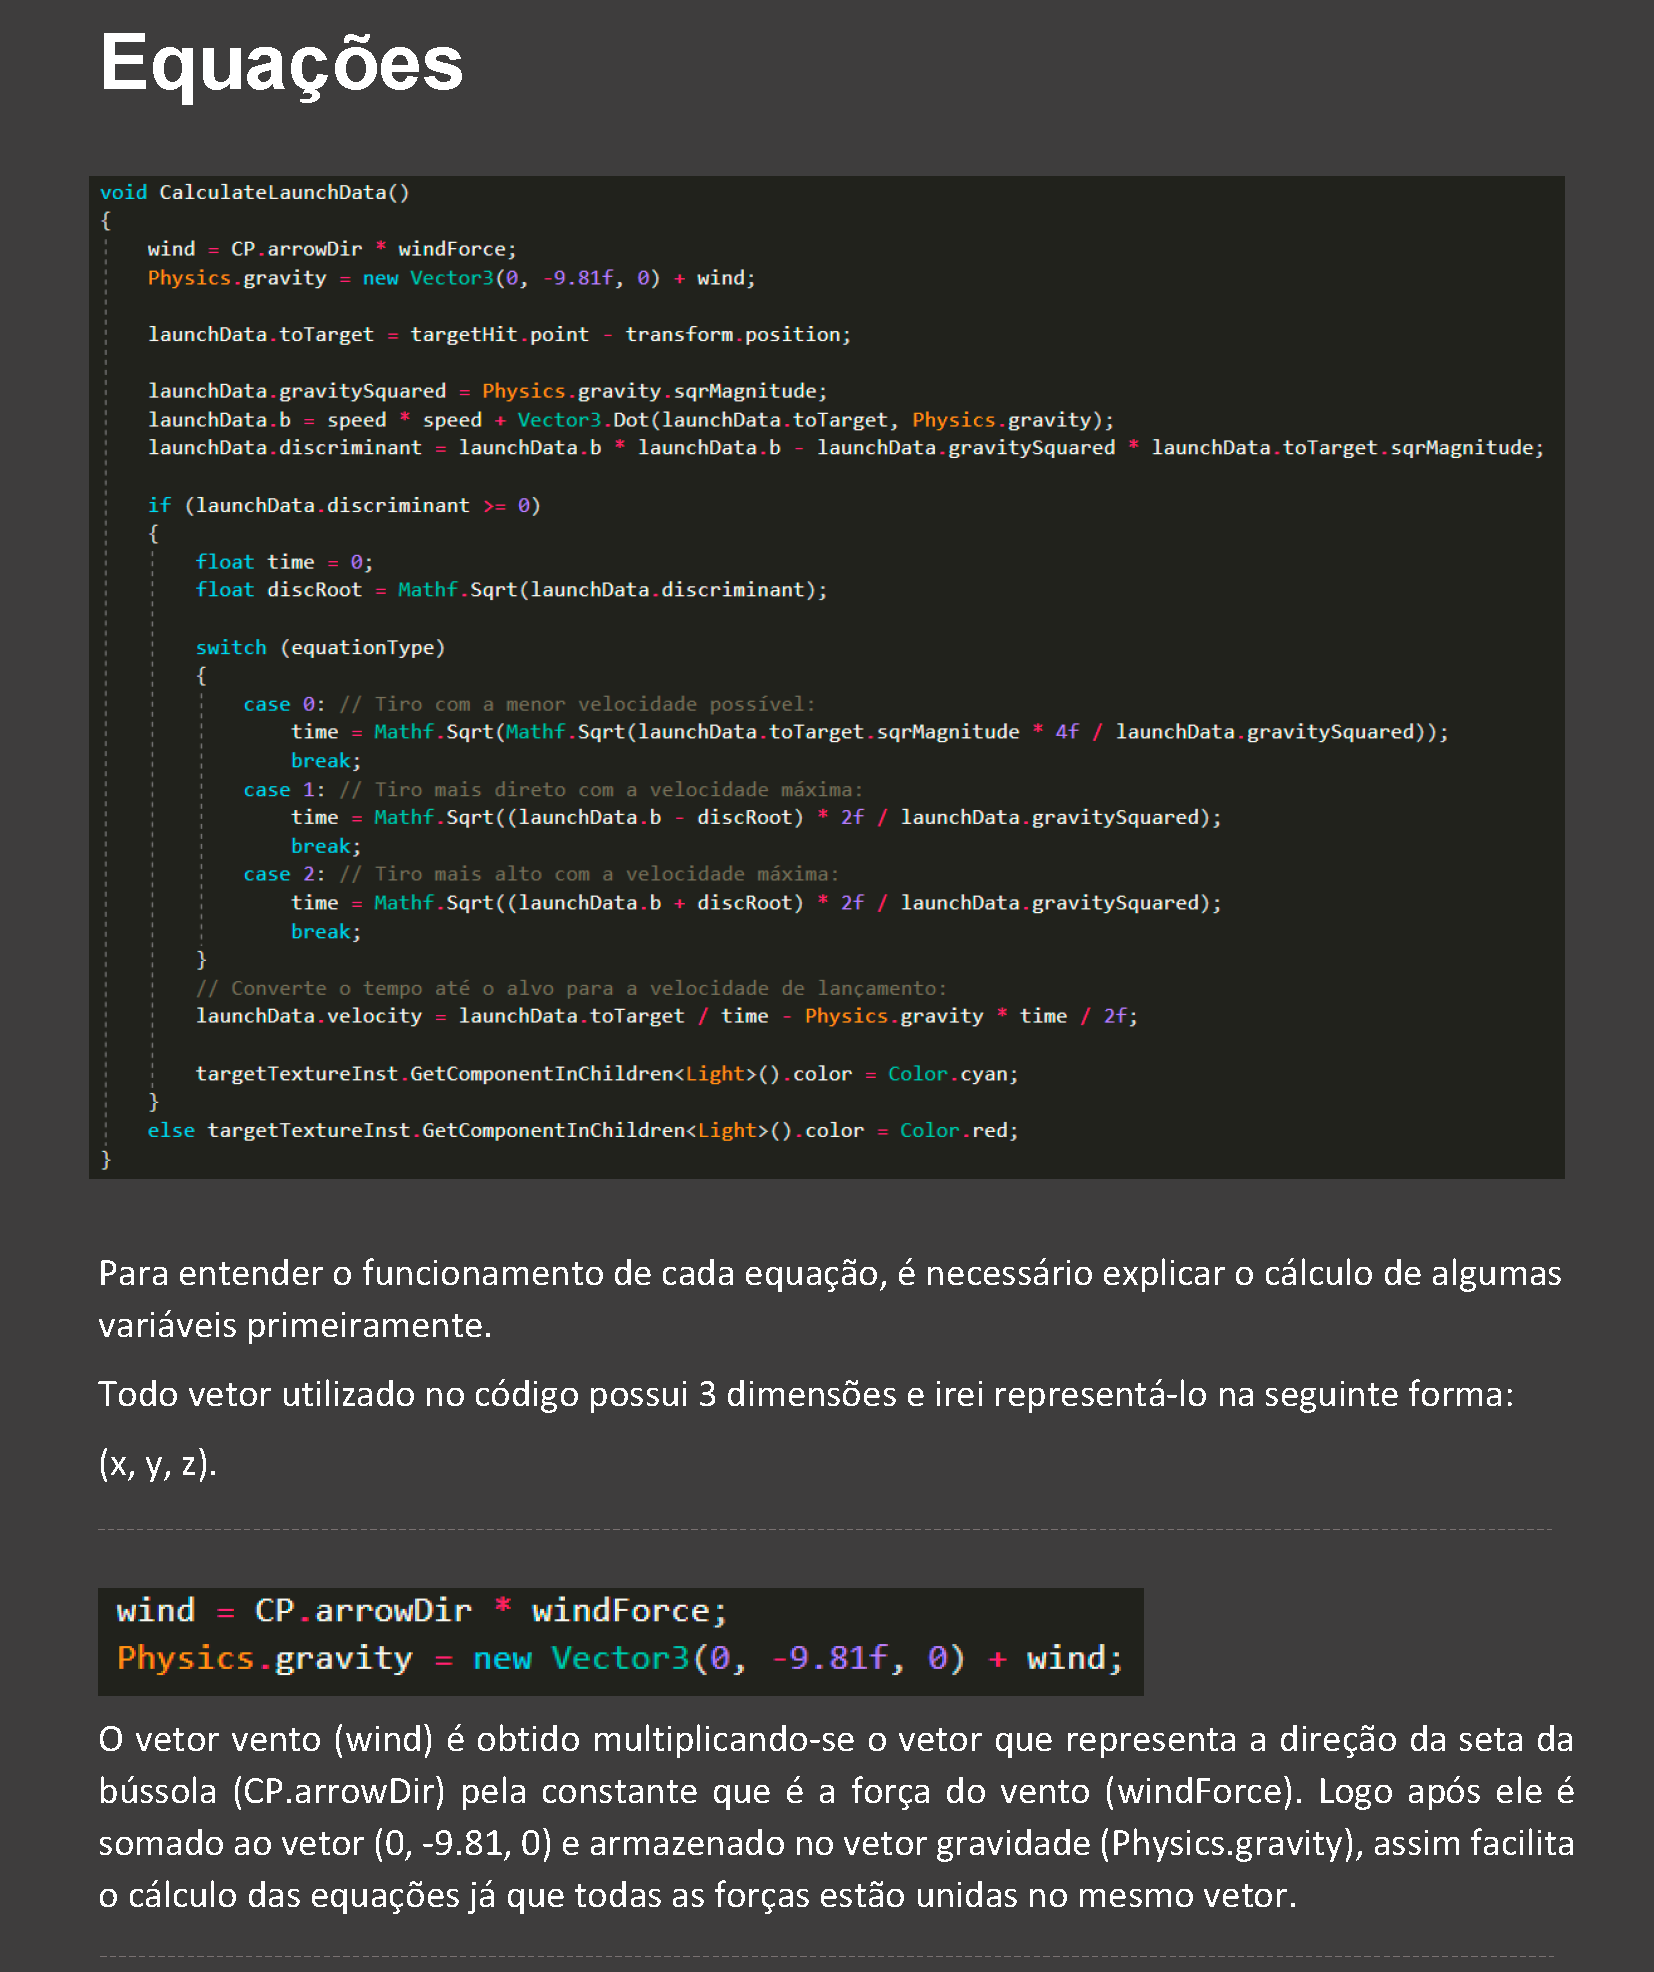 Equações
void CalculateLaunchData()
{
wind = CP.arrowDir * windForce;
Physics.gravity = new Vector3(0, -9.81f, 0) + wind;
launchData.toTarget = targetHit.point - transform.position;
launchData.gravitySquared = Physics.gravity.sqrMagnitude;
launchData.b = speed * speed + Vector3.Dot(launchData.toTarget, Physics.gravity);
launchData.discriminant = launchData.b * launchData.b - launchData.gravitySquared * launchData.toTarget.sqrMagnitude;
if (launchData.discriminant >= 0)
{
float time = 0;
float discRoot = Mathf.Sqrt(launchData.discriminant);
switch (equationType)
{
case 0: // Tiro com a menor velocidade possível:
time = Mathf.Sqrt(Mathf.Sqrt(launchData.toTarget.sqrMagnitude * 4f / launchData.gravitySquared));
break;
case 1: // Tiro mais direto com a velocidade máxima:
time = Mathf.Sqrt((launchData.b - discRoot) * 2f / launchData.gravitySquared);
break;
case 2: // Tiro mais alto com a velocidade máxima:
time = Mathf.Sqrt((launchData.b + discRoot) * 2f / launchData.gravitySquared);
break;
}
// Converte o tempo até o alvo para a velocidade de lançamento:
launchData.velocity = launchData.toTarget / time - Physics.gravity * time / 2f;
targetTextureInst.GetComponentInChildren<Light>().color = Color.cyan;
}
else targetTextureInst.GetComponentInChildren<Light>().color = Color.red;
}
Para entender o funcionamento de cada equação, é necessário explicar o cálculo de algumas
variáveis primeiramente.
Todo vetor utilizado no código possui 3 dimensões e irei representá-lo na seguinte forma:
(x, y, z).
wind = CP.arrowDir * windForce;
Physics.gravity = new Vector3(0, -9.81f, 0) + wind;
O vetor vento (wind) é obtido multiplicando-se o vetor que representa a direção da seta da
bússola (CP.arrowDir) pela constante que é a força do vento (windForce). Logo após ele é
somado ao vetor (0, -9.81, 0) e armazenado no vetor gravidade (Physics.gravity), assim facilita
o cálculo das equações já que todas as forças estão unidas no mesmo vetor.